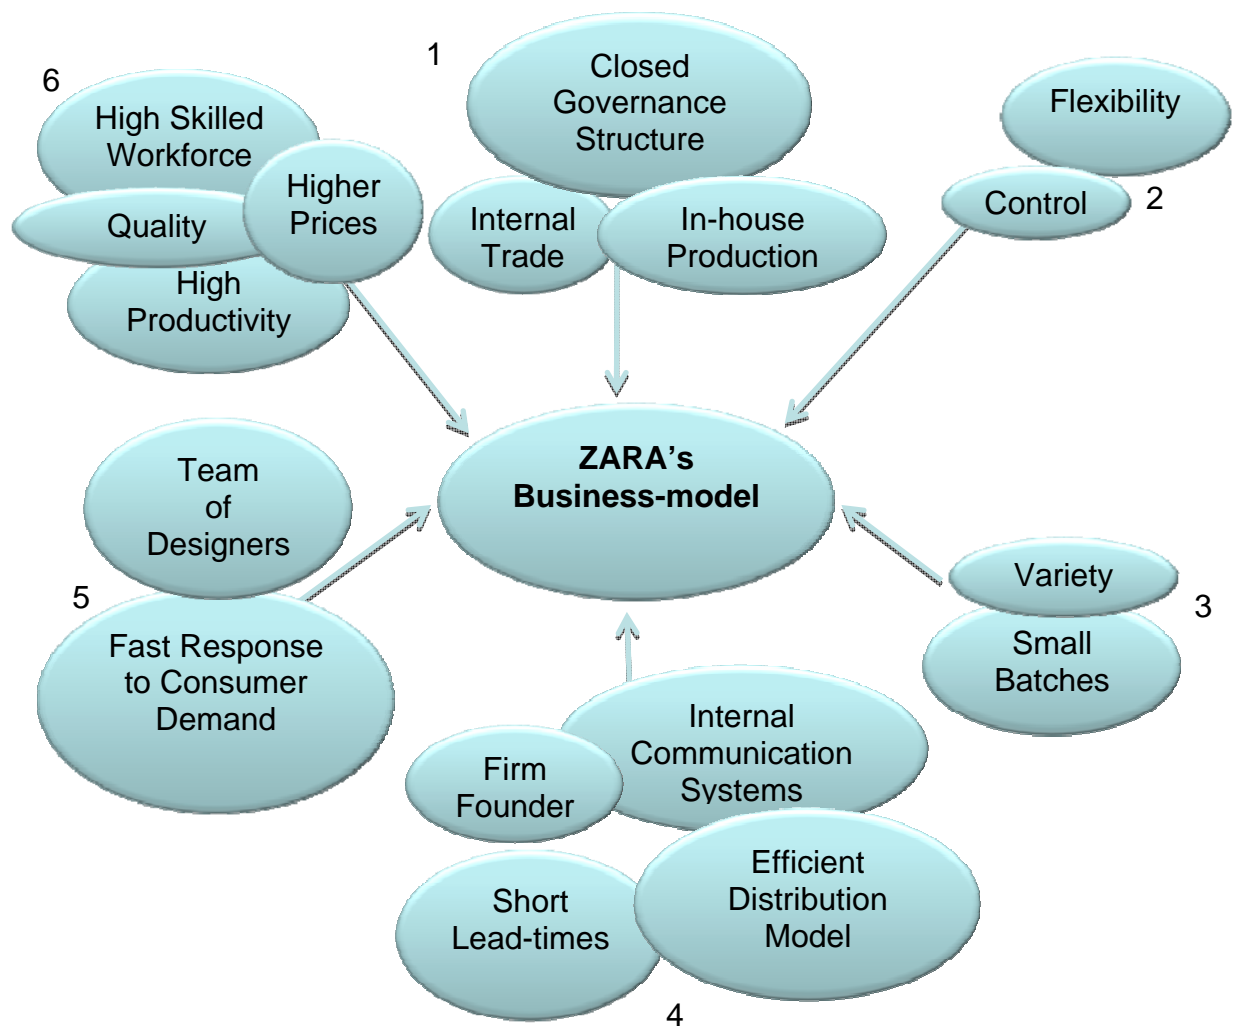 1
Closed
Governance
Structure
Internal
Trade
In-house
Production
Flexibility
Control
2
6
High Skilled
Workforce
Higher
Prices
Quality
High
Productivity
ZARA's
Business-model
Team
of
Designers
5
Fast Response
to Consumer
Demand
Variety
3
Small
Batches
Internal
Communication
Systems
Firm
Founder
Efficient
Distribution
Model
Short
Lead-times
4